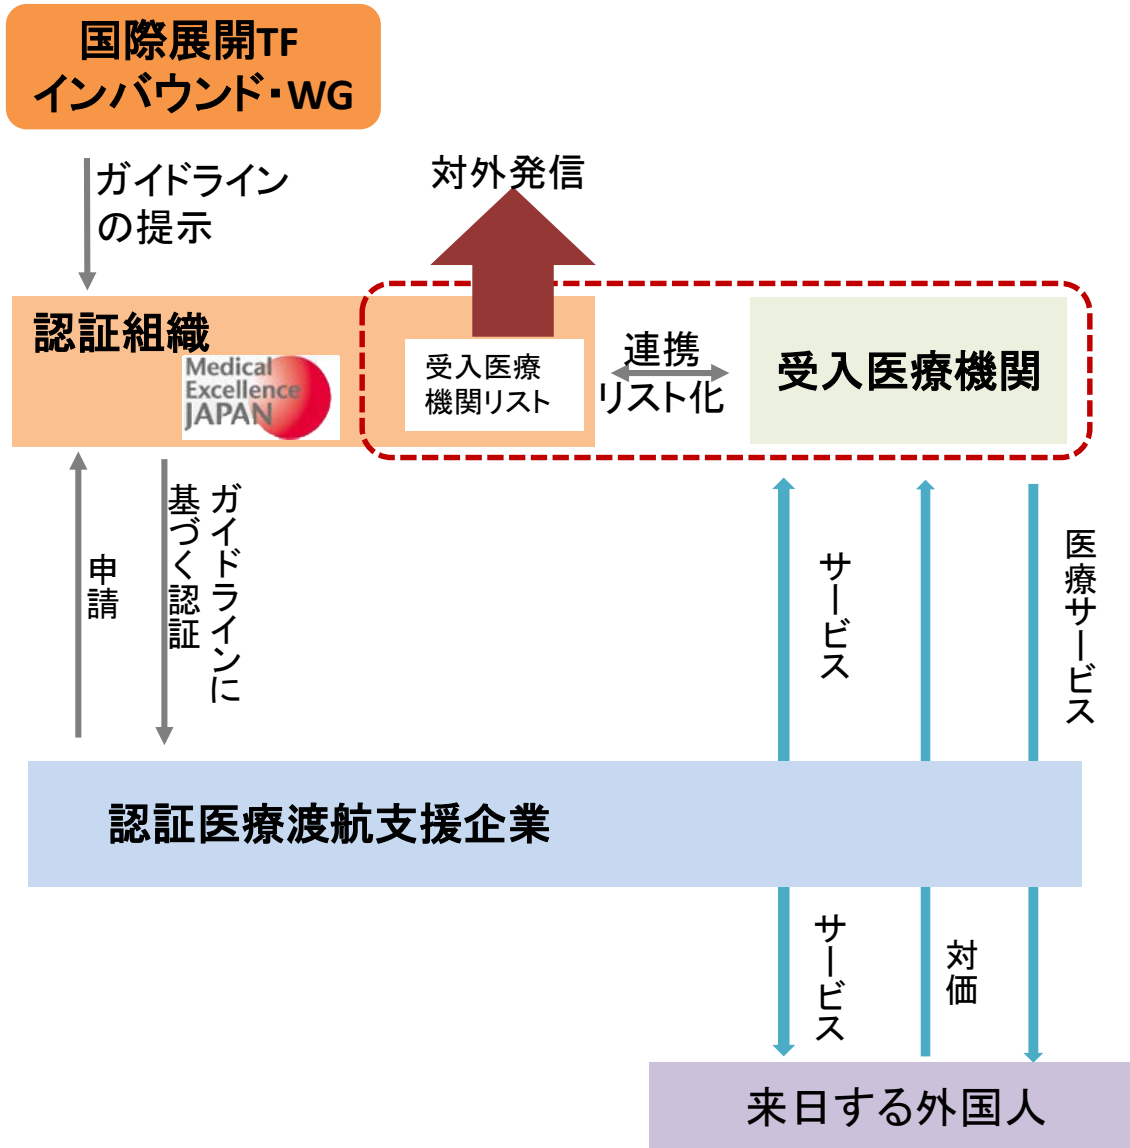 国際展開TF
インバウンド・WG
ガイドライン
の提示
対外発信
認証組織
Medical
Excellence
JAPAN
受入医療
機関リスト
連携
リスト化
受入医療機関
申請
ガイドラインに
基づく認証
サービス
医療サービス
認証医療渡航支援企業
サービス
対価
来日する外国人